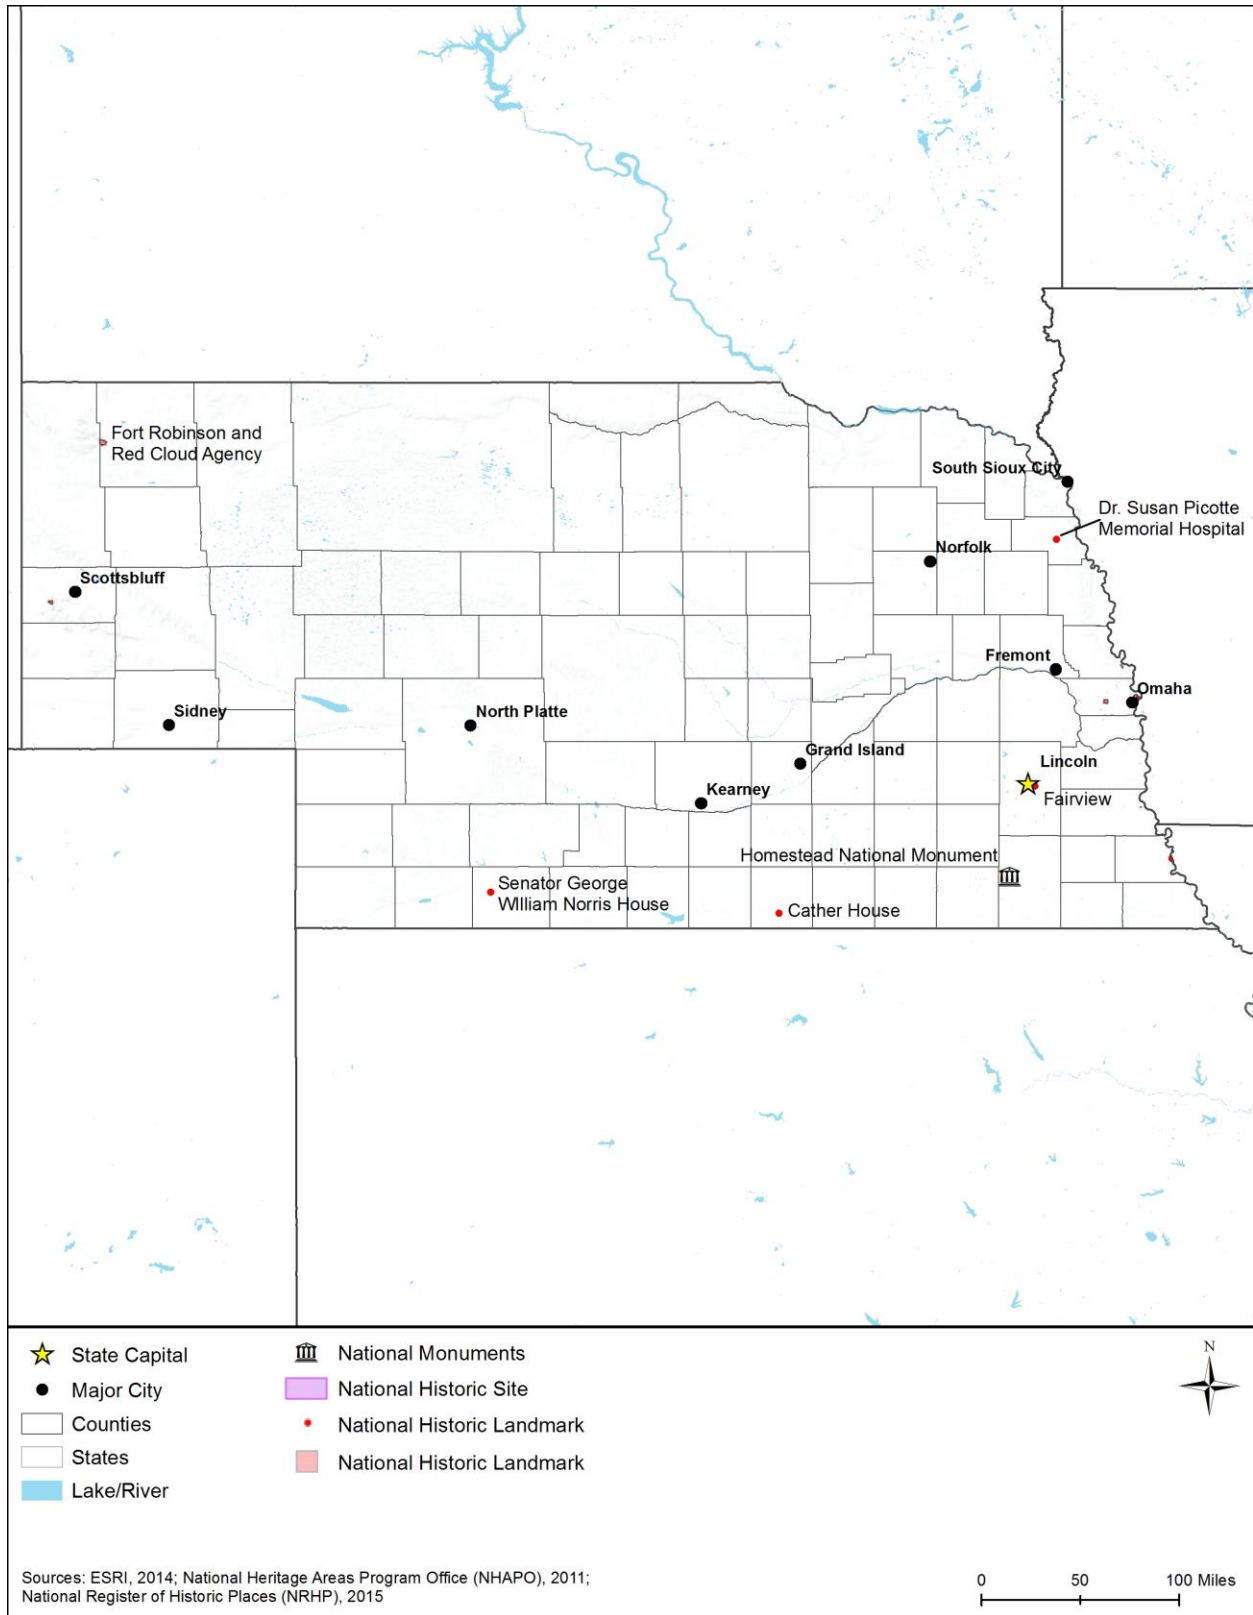 Fort Robinson and
Red Cloud Agency
South Sioux City
Dr. Susan Picotte
Memorial Hospital
Norfolk
Scottsbluff
Fremont
Omaha
Sidney
North Platte
Grand Island
Lincoln
Kearney
Fairview
Homestead National Monument
Senator George
WIlliam Norris House
Cather House
State Capital
Major City
Counties
States
Lake/River
National Monuments
National Historic Site
National Historic Landmark
National Historic Landmark
N
Sources: ESRI, 2014; National Heritage Areas Program Office (NHAPO), 2011;
National Register of Historic Places (NRHP), 2015
0 50 100 Miles